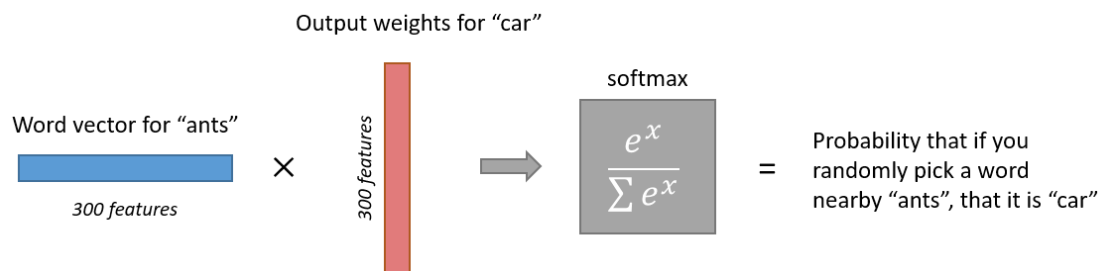 Output weights for “car”
softmax
Word vector for “ants”
300 features
×
300 features
e^x
∑ e^x
=
Probability that if you
randomly pick a word
nearby “ants”, that it is “car”